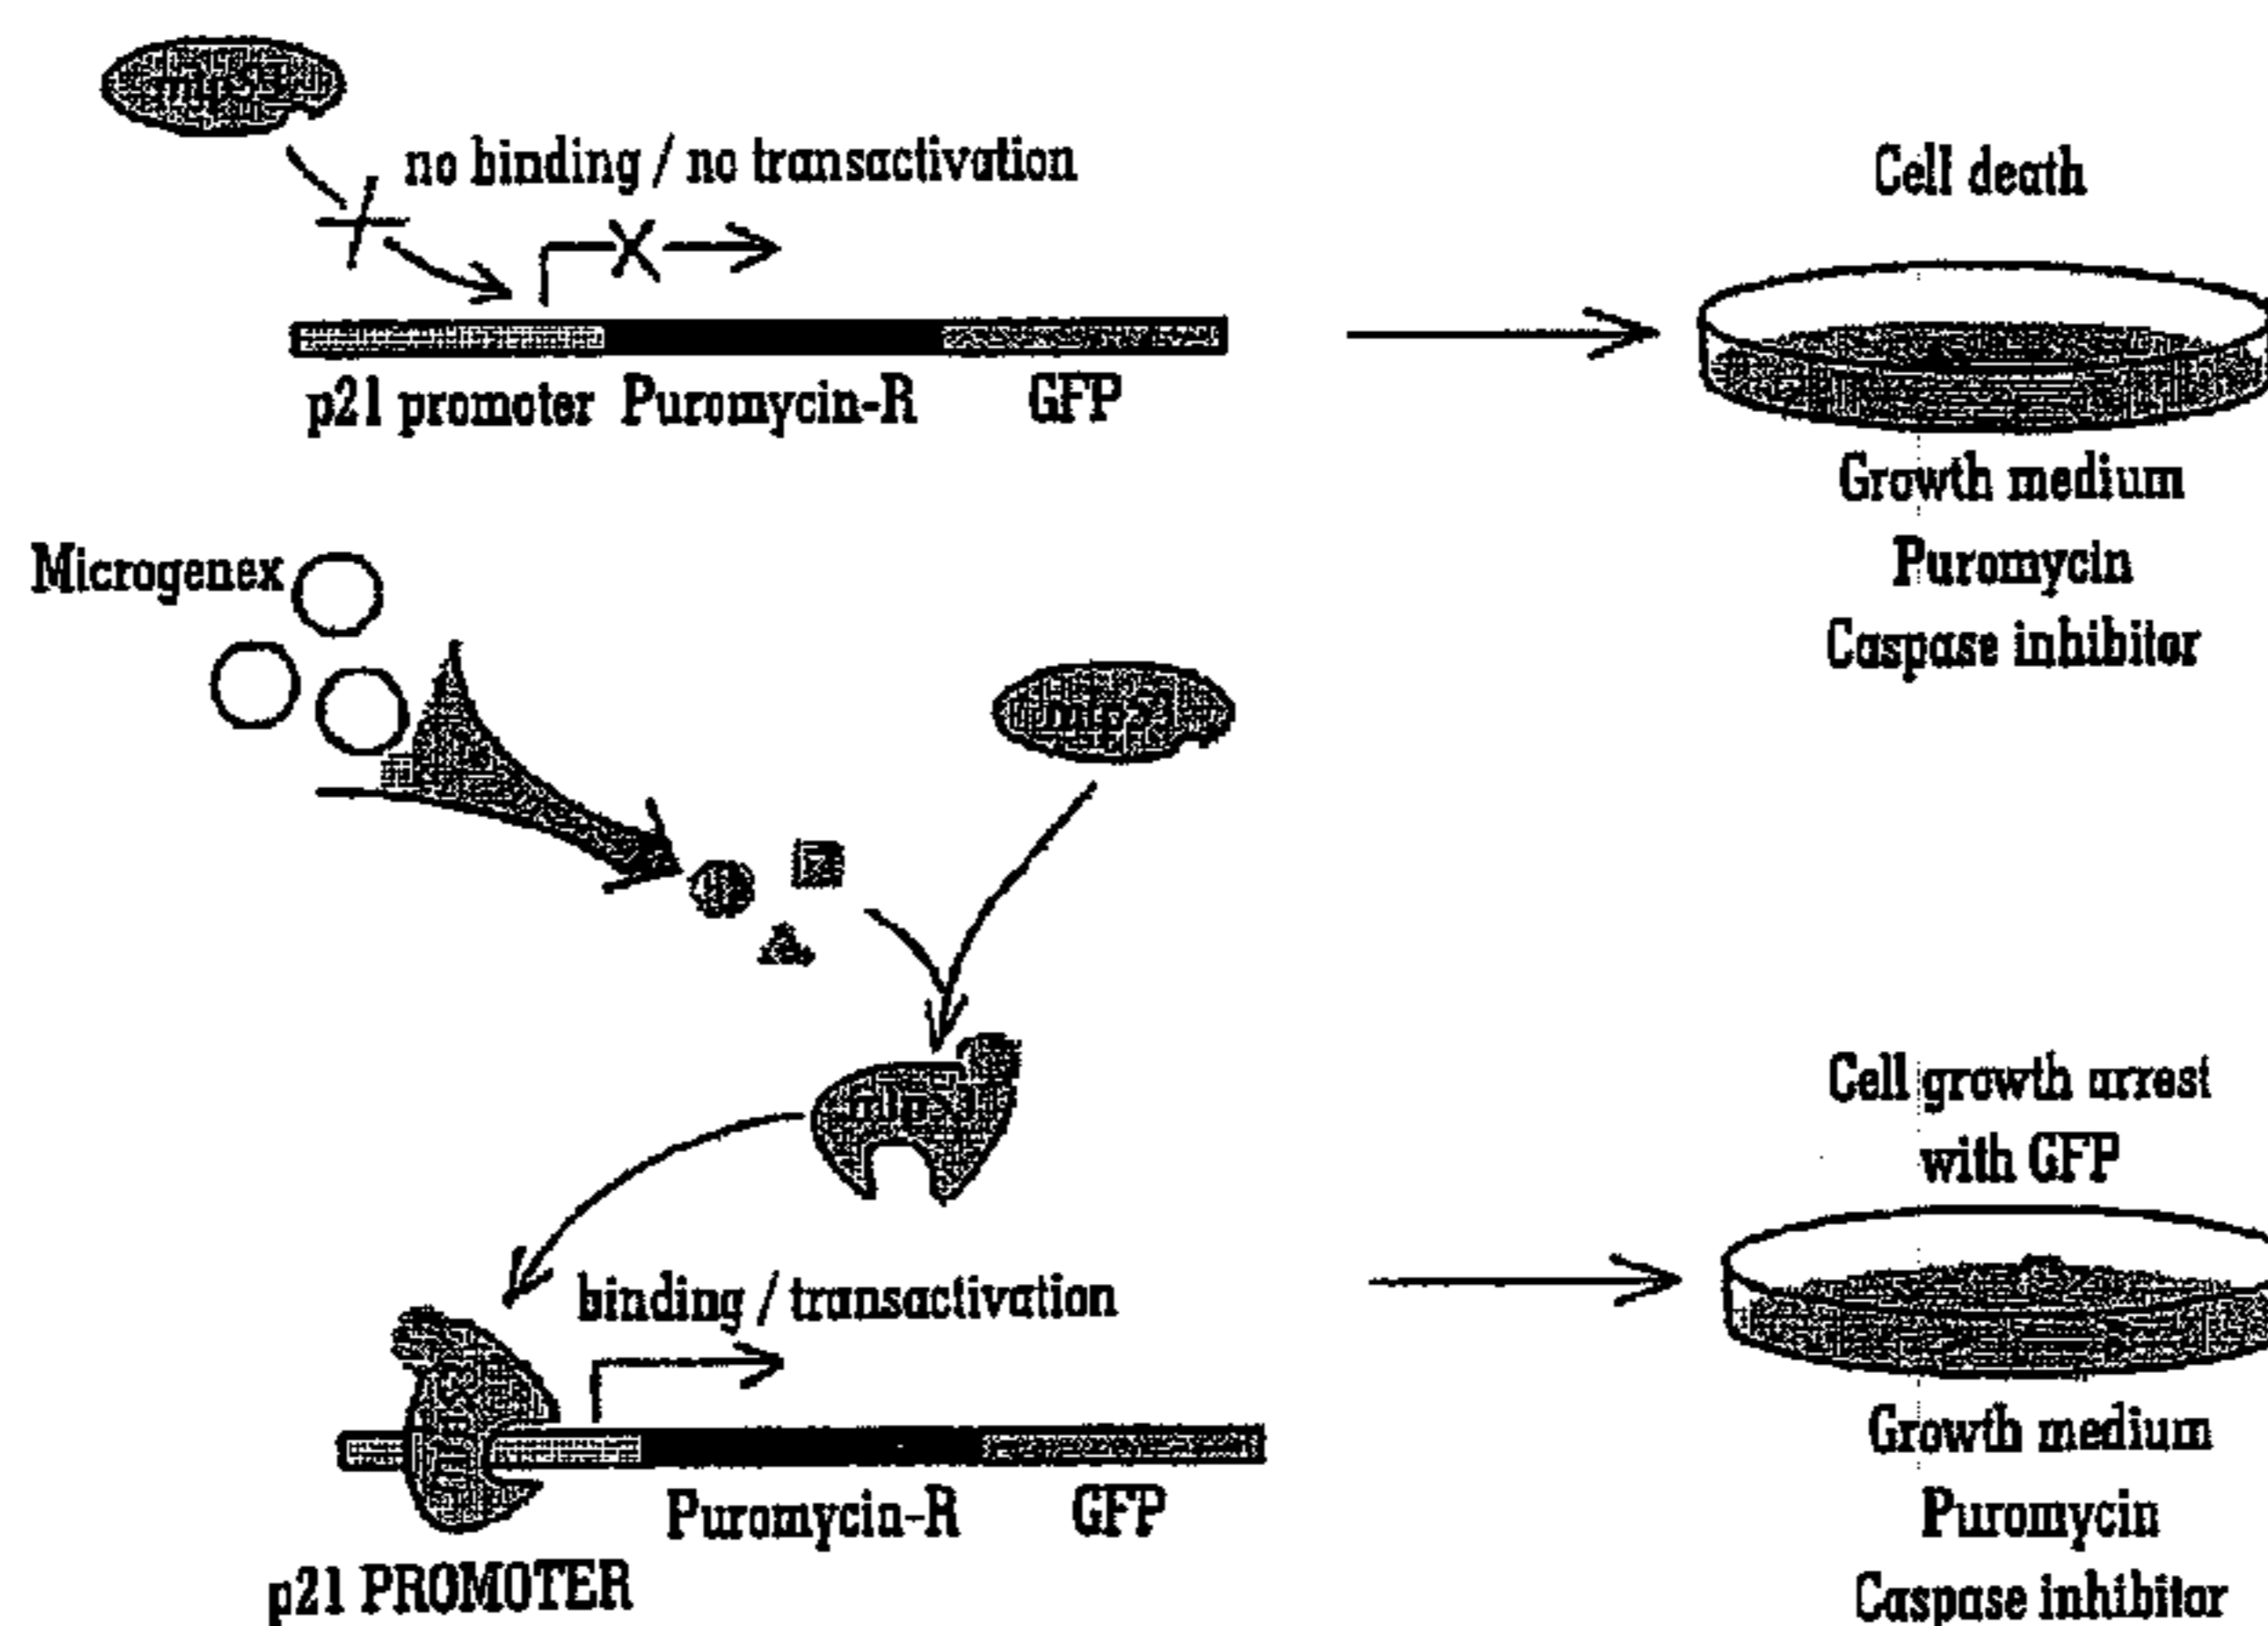 no binding / no transactivation
Cell death
p21 promoter Puromycin-R GFP
Growth medium
Puromycin
Caspase inhibitor
Microgenex
Cell growth arrest
with GFP
binding / transactivation
Puromycin-R GFP
p21 PROMOTER
Growth medium
Puromycin
Caspase inhibitor